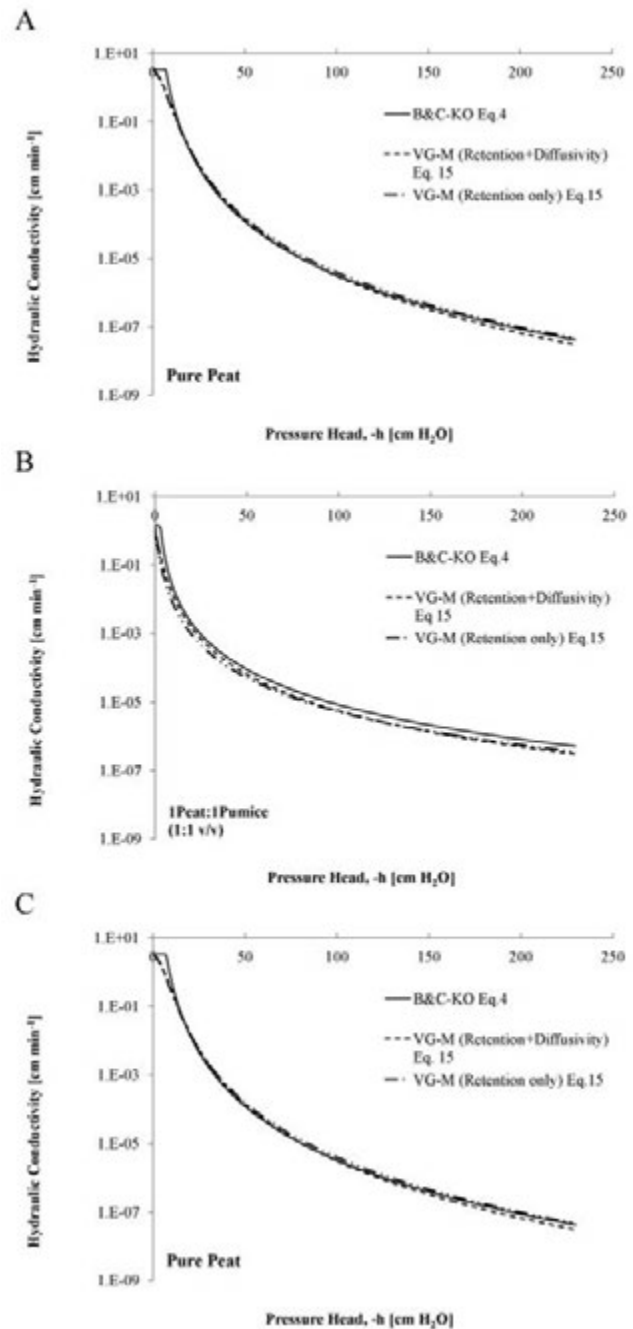 A
1.E+01
0
50
100
150
200
250
1.E-01
1.E-03
1.E-05
1.E-07
1.E-09
Hydraulic Conductivity [cm min⁻¹]
B&C-KO Eq.4
VG-M (Retention+Diffusivity)
Eq. 15
VG-M (Retention only) Eq.15
Pure Peat
Pressure Head, -h [cm H₂O]
B
1.E+01
0
50
100
150
200
250
1.E-01
1.E-03
1.E-05
1.E-07
1.E-09
Hydraulic Conductivity [cm min⁻¹]
B&C-KO Eq.4
VG-M (Retention+Diffusivity)
Eq 15
VG-M (Retention only) Eq.15
1Peat:1Pumice
(1:1 v/v)
Pressure Head, -h [cm H₂O]
C
1.E+01
0
50
100
150
200
250
1.E-01
1.E-03
1.E-05
1.E-07
1.E-09
Hydraulic Conductivity [cm min⁻¹]
B&C-KO Eq.4
VG-M (Retention+Diffusivity)
Eq. 15
VG-M (Retention only) Eq.15
Pure Peat
Pressure Head, -h [cm H₂O]